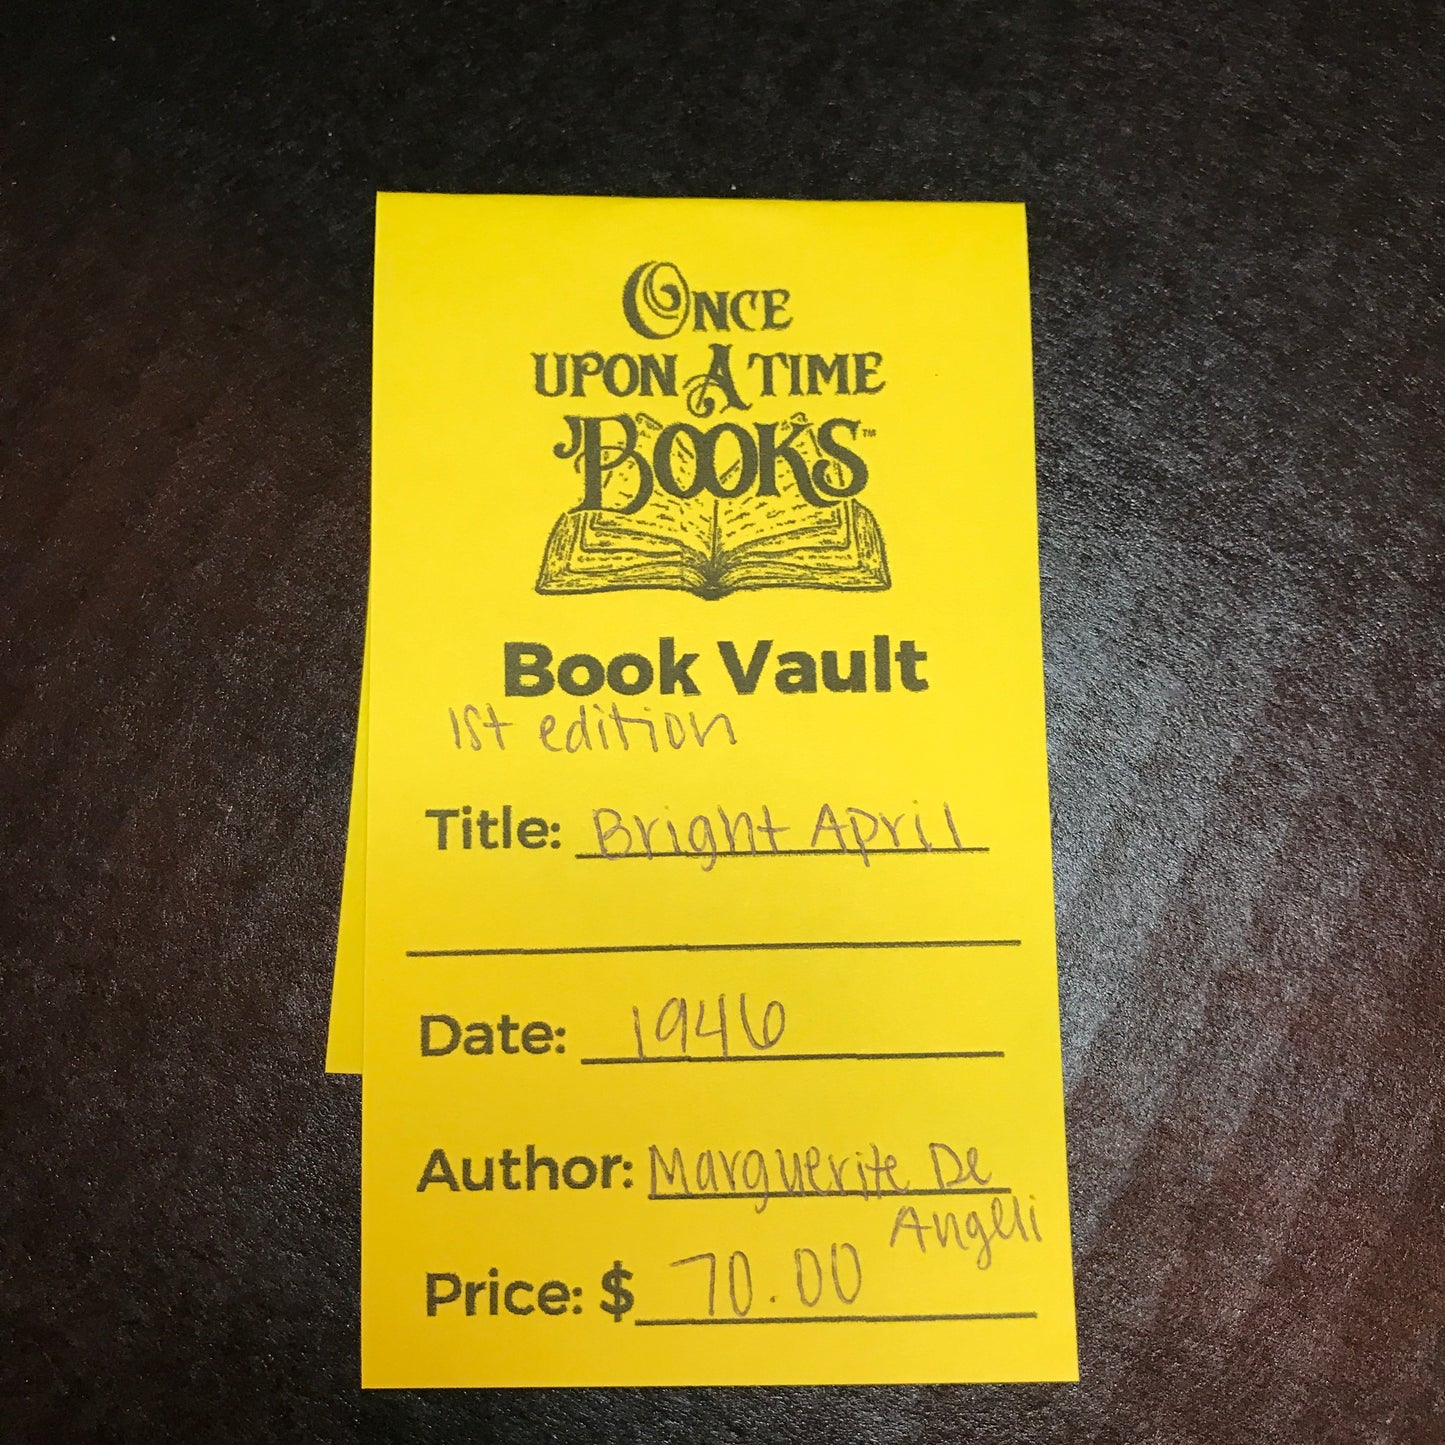 ONCE
UPON A TIME
BOOKS™
Book Vault
1st edition
Title: Bright April
Date: 1946
Author: Marguerite De
Angeli
Price: $ 70.00